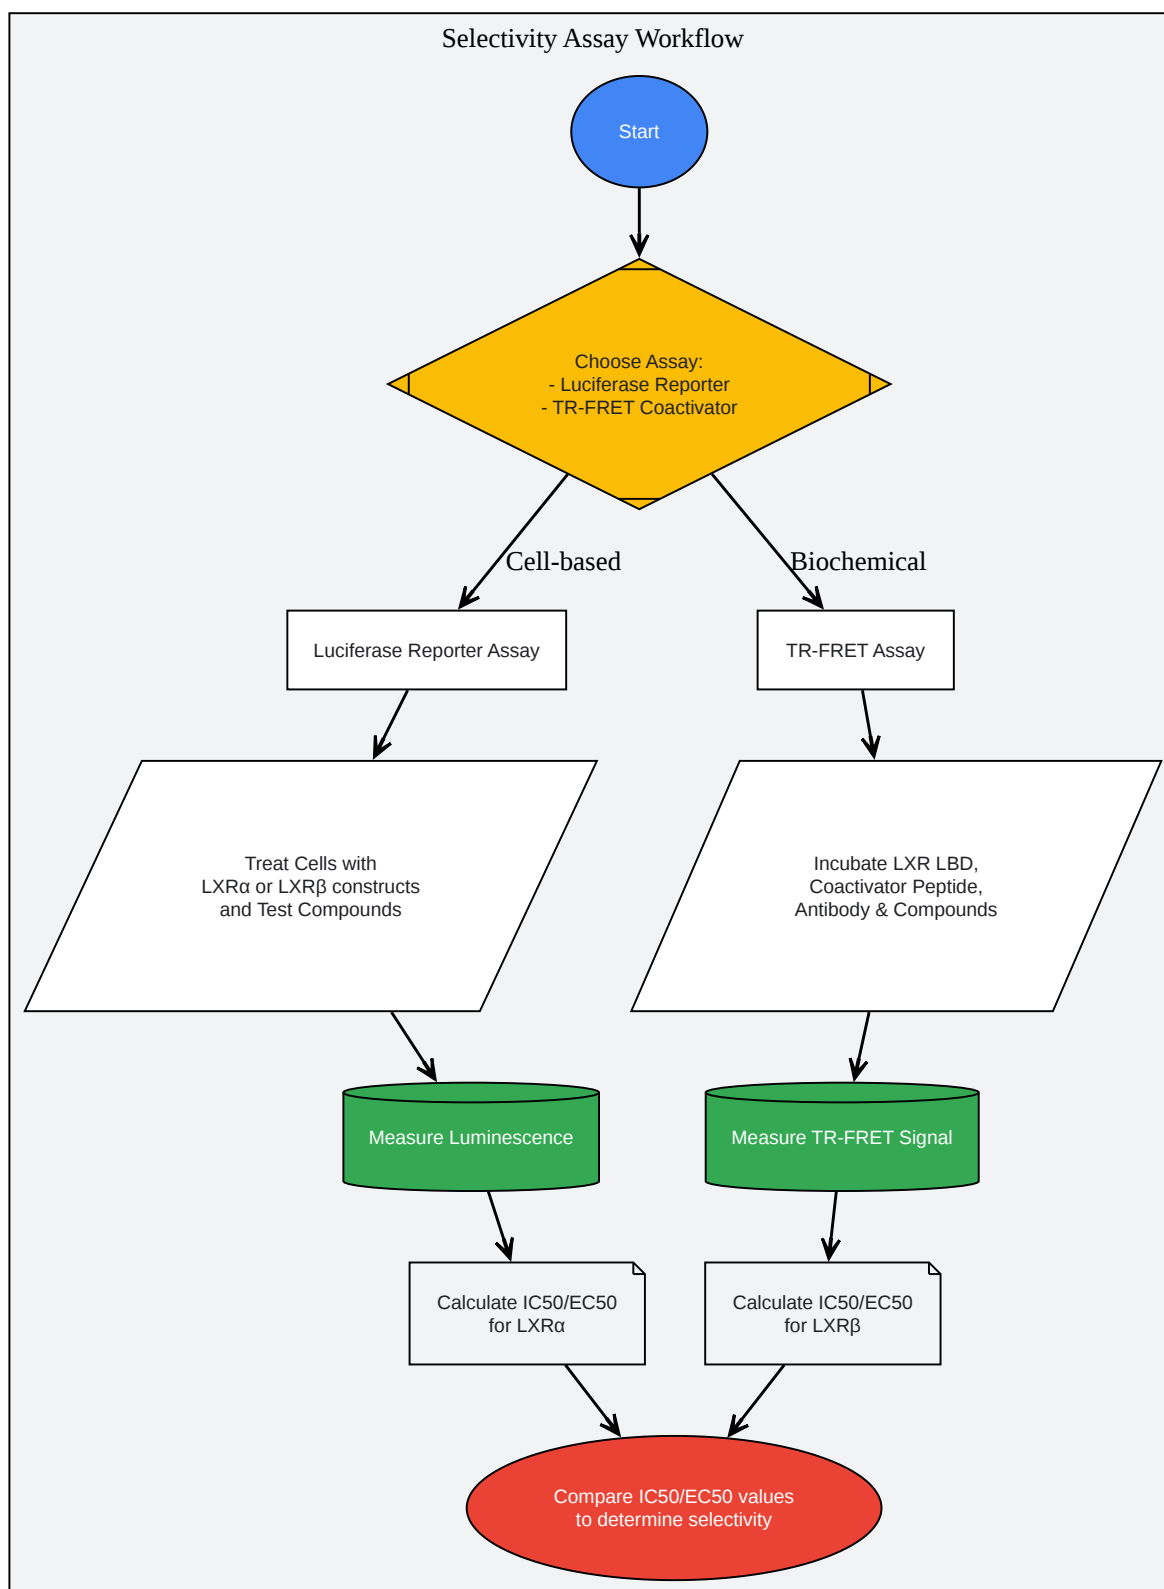 Selectivity Assay Workflow
Start
Choose Assay:
- Luciferase Reporter
- TR-FRET Coactivator
Cell-based
Biochemical
Luciferase Reporter Assay
TR-FRET Assay
Treat Cells with
LXRα or LXRβ constructs
and Test Compounds
Incubate LXR LBD,
Coactivator Peptide,
Antibody & Compounds
Measure Luminescence
Measure TR-FRET Signal
Calculate IC50/EC50
for LXRα
Calculate IC50/EC50
for LXRβ
Compare IC50/EC50 values
to determine selectivity